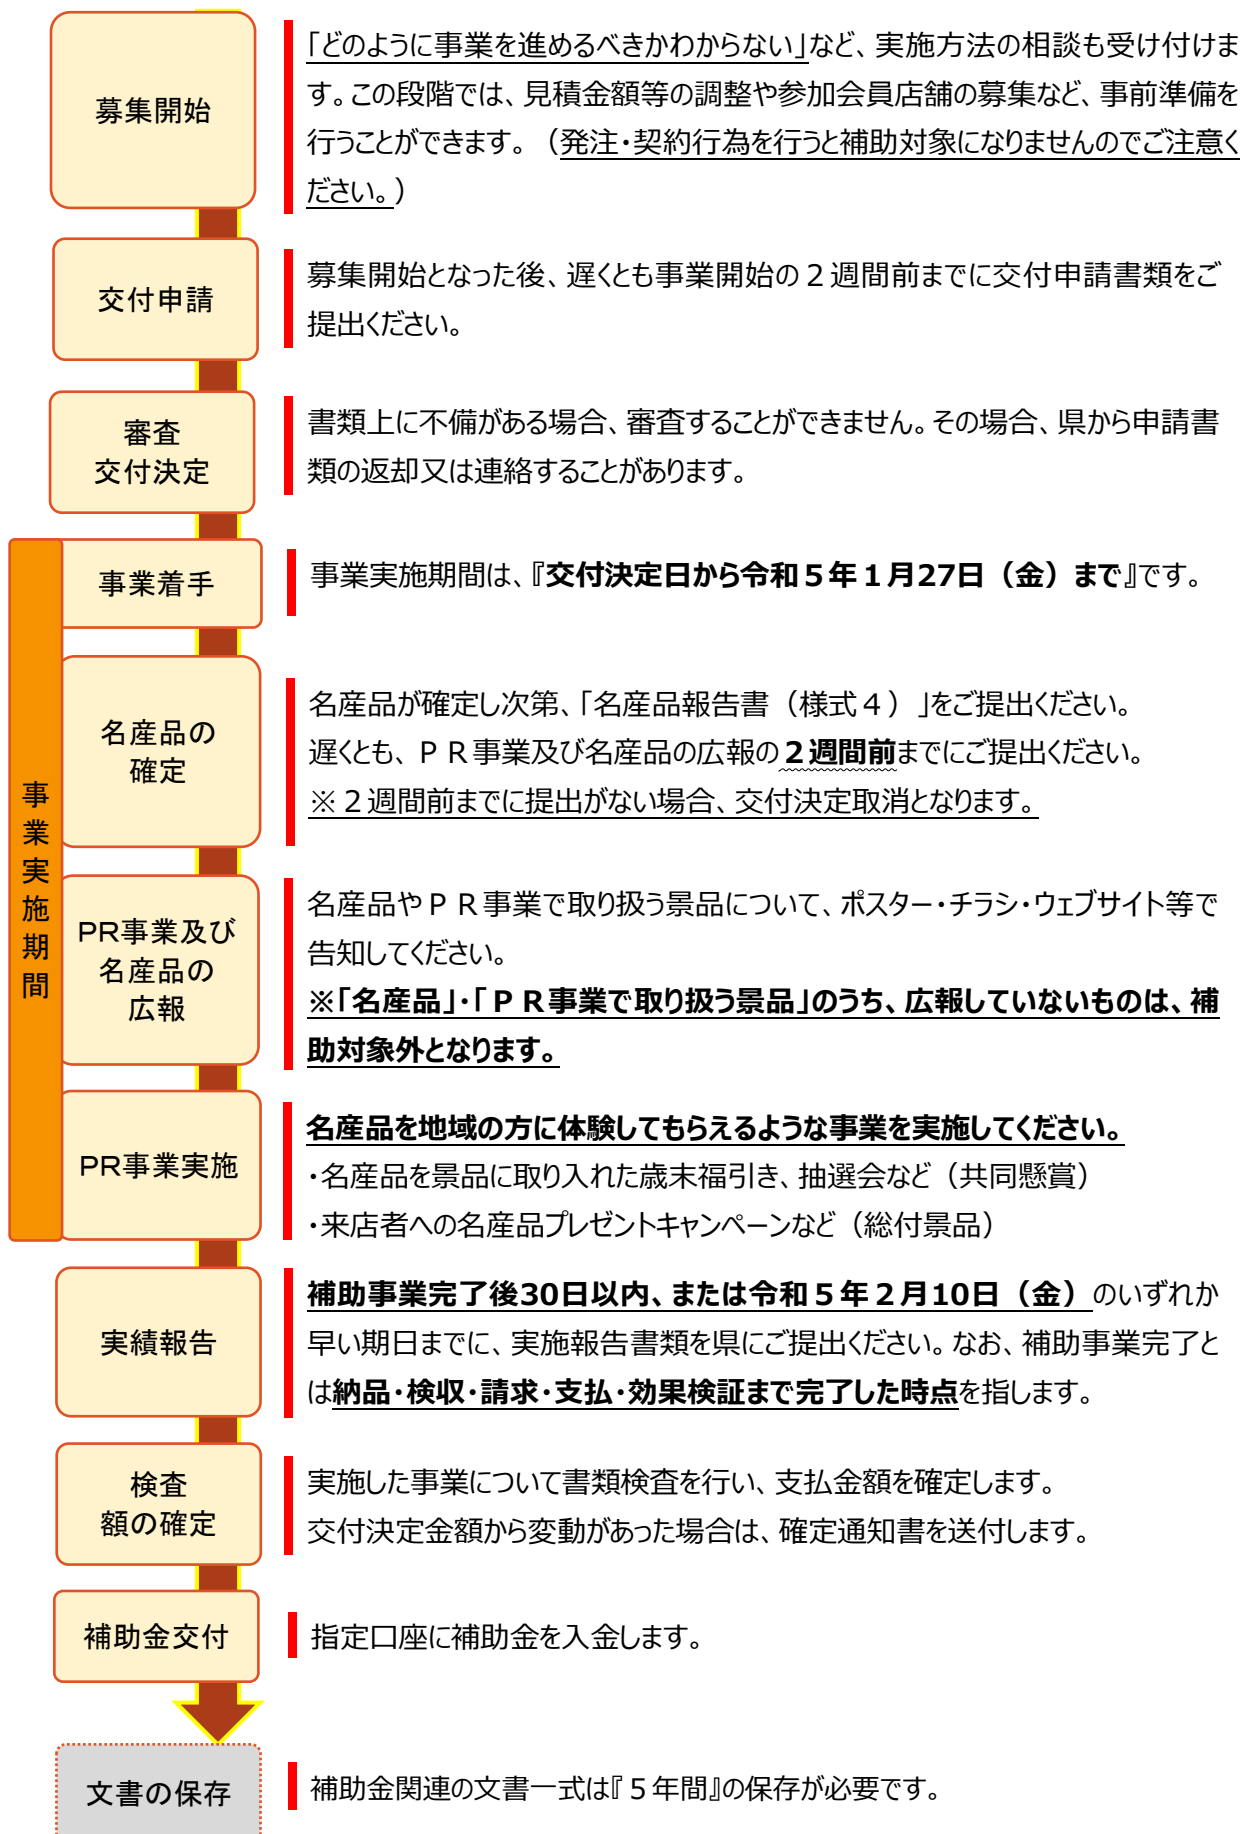 募集開始
「どのように事業を進めるべきかわからない」など、実施方法の相談も受け付けま
す。この段階では、見積金額等の調整や参加会員店舗の募集など、事前準備を
行うことができます。（発注・契約行為を行うと補助対象になりませんのでご注意く
ださい。）
交付申請
募集開始となった後、遅くとも事業開始の２週間前までに交付申請書類をご
提出ください。
審査
交付決定
書類上に不備がある場合、審査することができません。その場合、県から申請書
類の返却又は連絡することがあります。
事業実施期間
事業着手
事業実施期間は、『交付決定日から令和５年１月27日（金）まで』です。
名産品の
確定
名産品が確定し次第、「名産品報告書（様式４）」をご提出ください。
遅くとも、ＰＲ事業及び名産品の広報の２週間前までにご提出ください。
※２週間前までに提出がない場合、交付決定取消となります。
PR事業及び
名産品の
広報
名産品やＰＲ事業で取り扱う景品について、ポスター・チラシ・ウェブサイト等で
告知してください。
※「名産品」・「ＰＲ事業で取り扱う景品」のうち、広報していないものは、補
助対象外となります。
PR事業実施
名産品を地域の方に体験してもらえるような事業を実施してください。
・名産品を景品に取り入れた歳末福引き、抽選会など（共同懸賞）
・来店者への名産品プレゼントキャンペーンなど（総付景品）
実績報告
補助事業完了後30日以内、または令和５年２月10日（金）のいずれか
早い期日までに、実施報告書類を県にご提出ください。なお、補助事業完了と
は納品・検収・請求・支払・効果検証まで完了した時点を指します。
検査
額の確定
実施した事業について書類検査を行い、支払金額を確定します。
交付決定金額から変動があった場合は、確定通知書を送付します。
補助金交付
指定口座に補助金を入金します。
文書の保存
補助金関連の文書一式は『５年間』の保存が必要です。